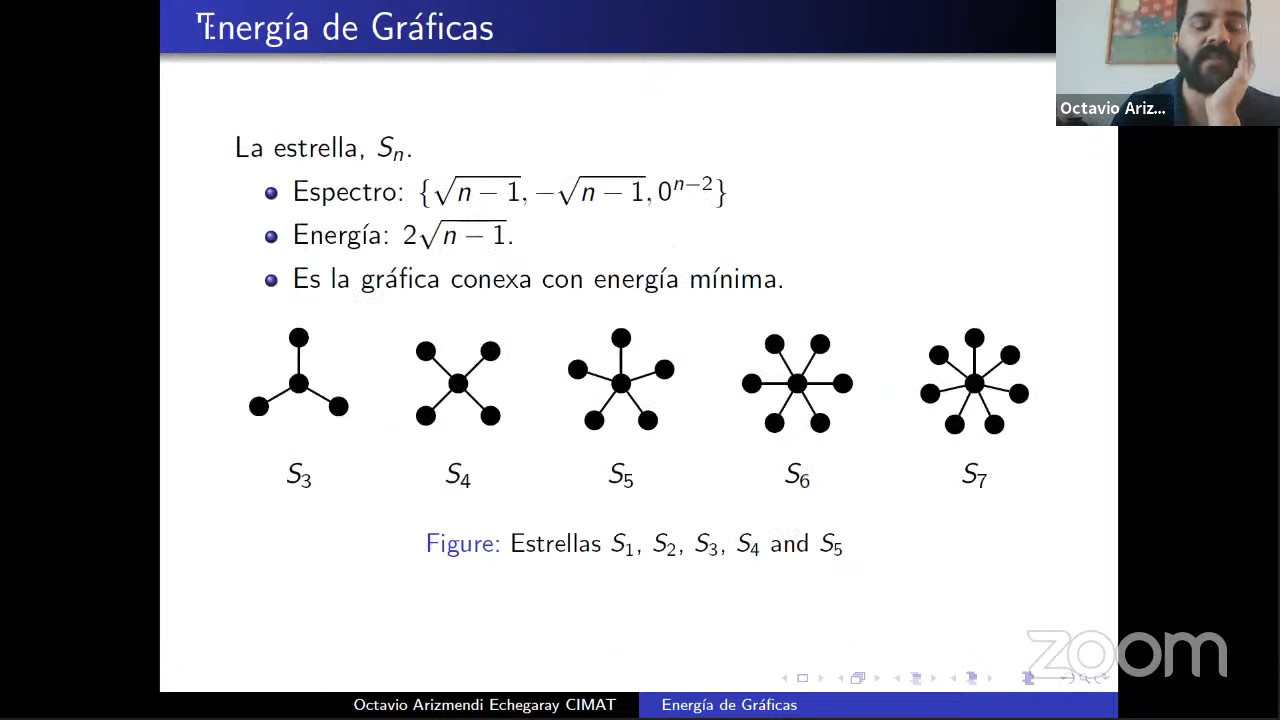 Energía de Gráficas
Octavio Ariz...
La estrella, Sₙ.
Espectro: {√n − 1, −√n − 1, 0ⁿ⁻²}
Energía: 2√n − 1.
Es la gráfica conexa con energía mínima.
S₃ S₄ S₅ S₆ S₇
Figure: Estrellas S₁, S₂, S₃, S₄ and S₅
zoom
Octavio Arizmendi Echegaray CIMAT Energía de Gráficas